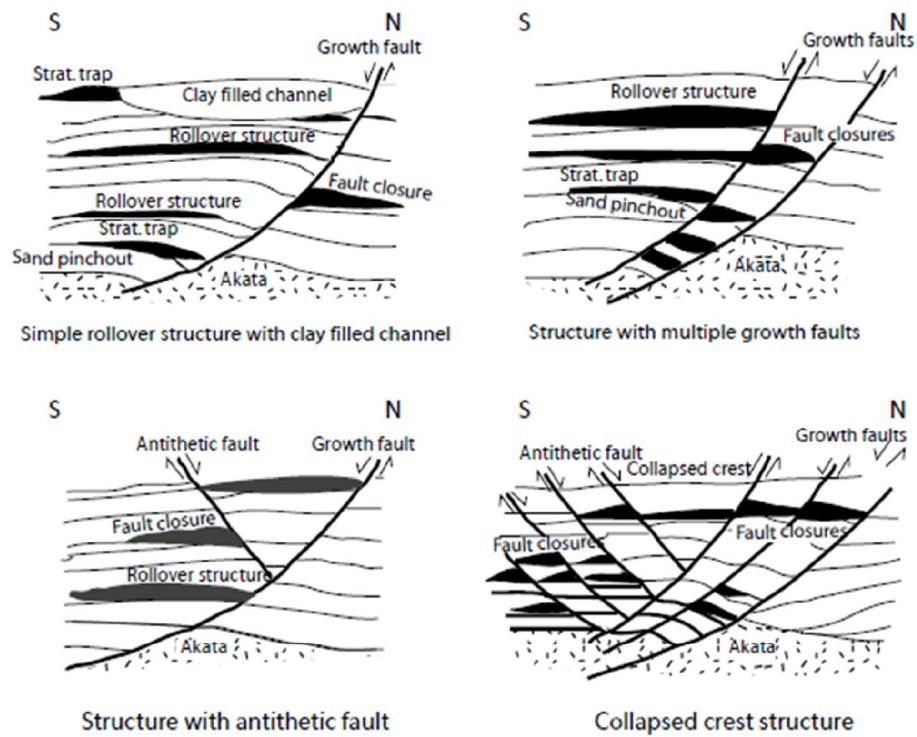 S N
Growth fault
Strat. trap
Clay filled channel
Rollover structure
Fault closure
Rollover structure
Strat. trap
Sand pinchout
Akata
Simple rollover structure with clay filled channel
S N
Growth faults
Rollover structure
Fault closures
Strat. trap
Sand pinchout
Akata
Structure with multiple growth faults
S N
Antithetic fault Growth fault
Fault closure
Rollover structure
Akata
Structure with antithetic fault
S N
Growth faults
Antithetic fault
Collapsed crest
Fault closures
Fault closures
Akata
Collapsed crest structure